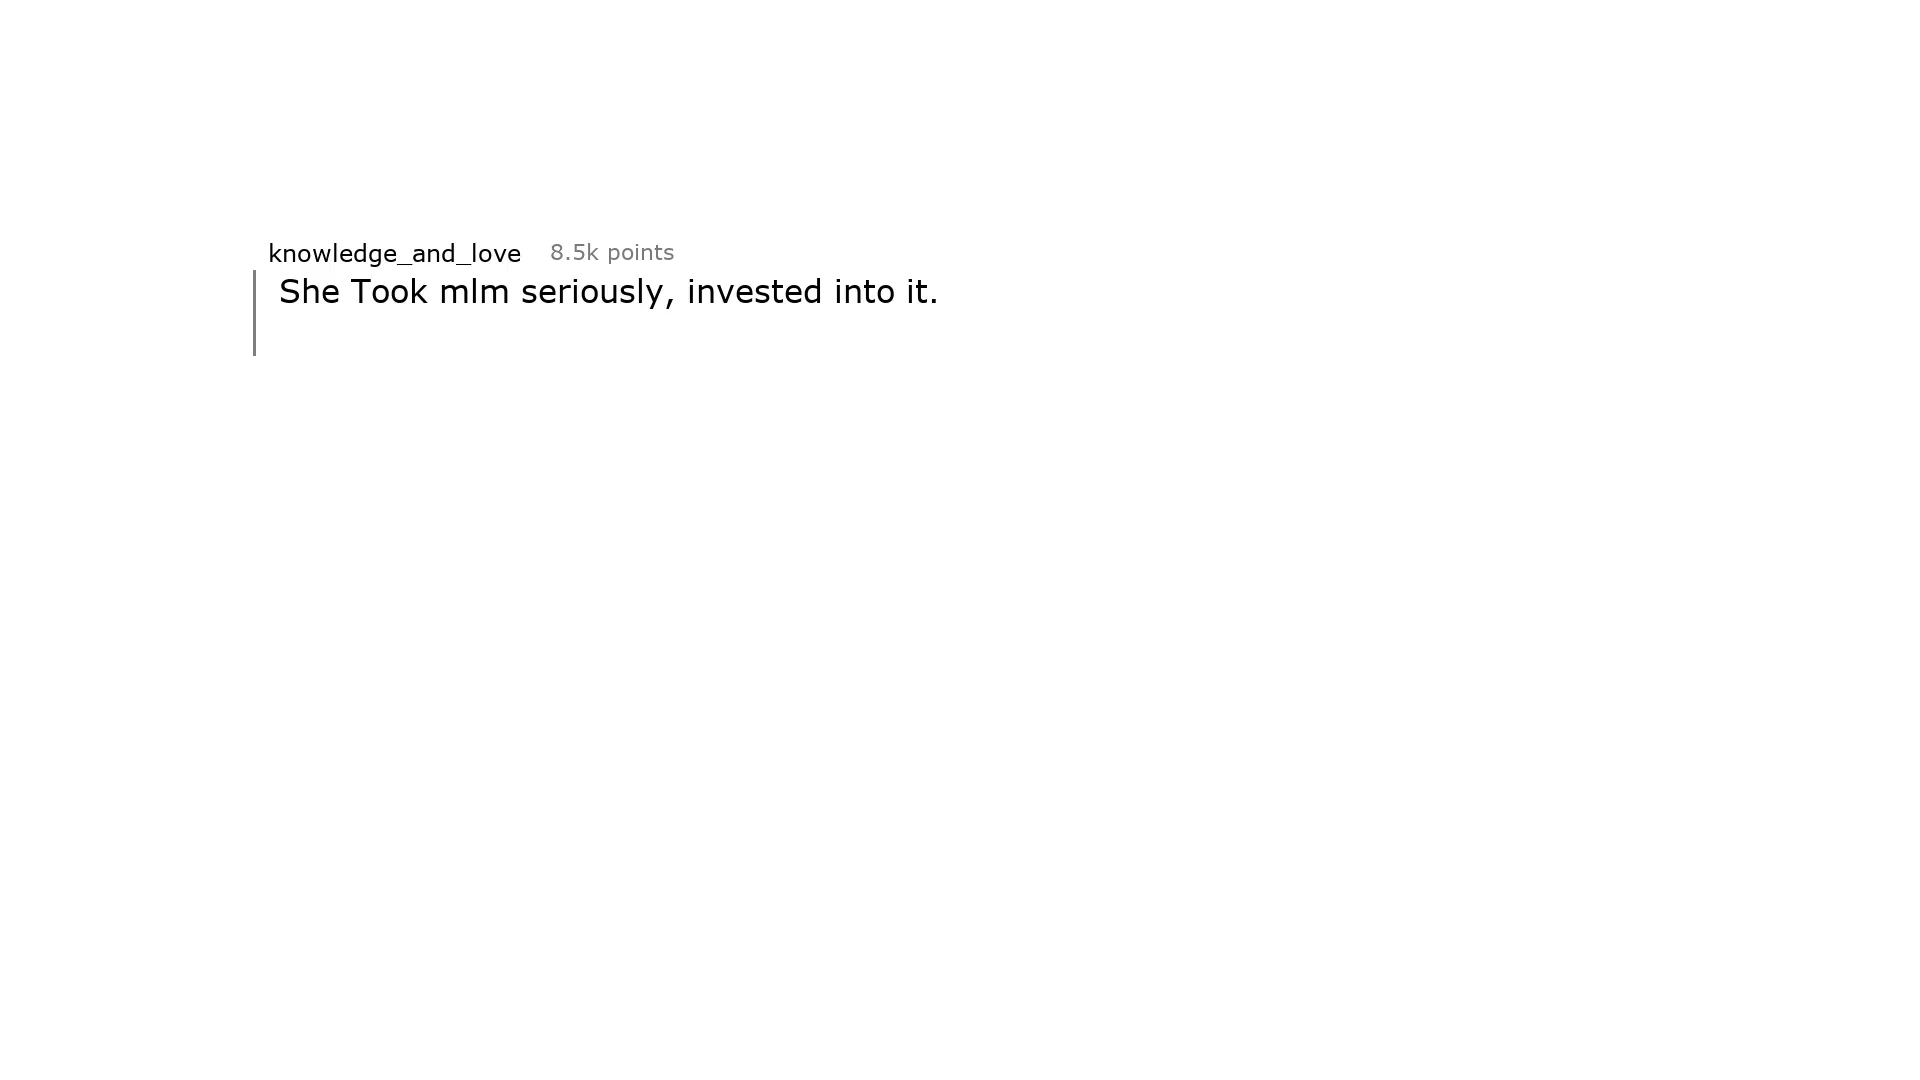 knowledge_and_love 8.5k points
She Took mlm seriously, invested into it.